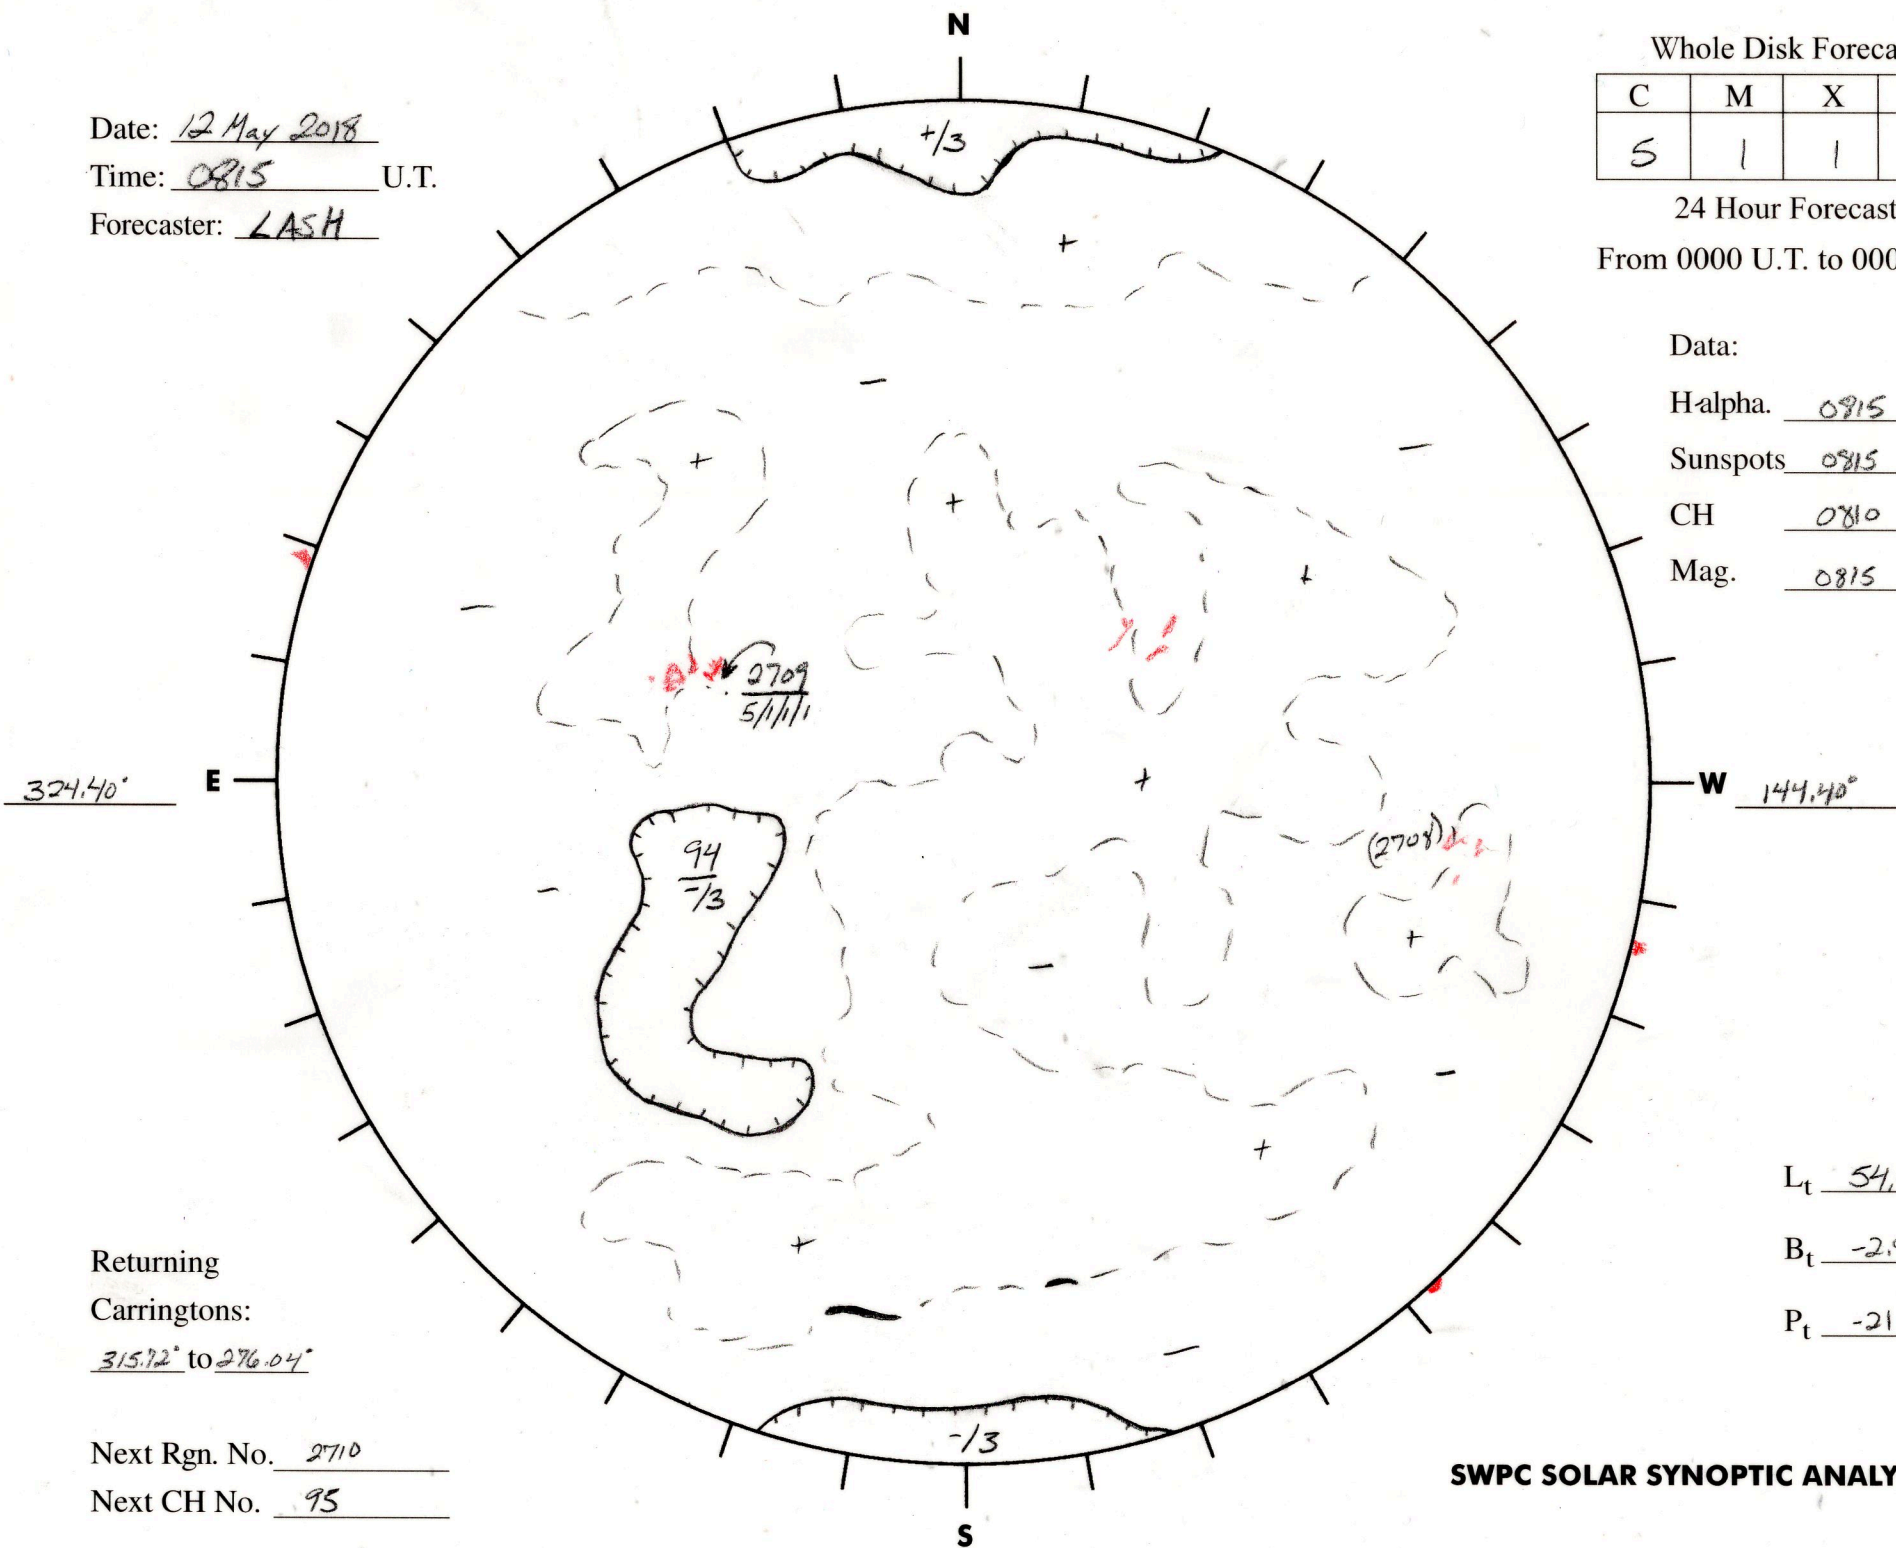 N
Whole Disk Foreca
C M X
5 1 1
24 Hour Forecast
From 0000 U.T. to 000
Date: 12 May 2018
Time: 0815 U.T.
Forecaster: LASH
+/3
+
Data:
H-alpha. 0815
Sunspots 0815
CH 0810
Mag. 0815
−
−
+
+
+
−
2709
5/1/1/1
324.40° E
+
W 144.40°
(2708)
94
-/3
−
+
−
−
+
+
Lt 54.
Bt -2.
Pt -21
Returning
Carringtons:
315.72° to 276.04°
−
-/3
Next Rgn. No. 2710
Next CH No. 95
SWPC SOLAR SYNOPTIC ANALY
S